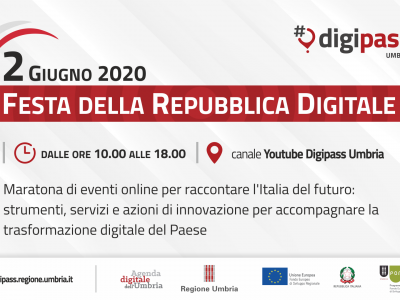 #digipass
UMBRIA
2 GIUGNO 2020
FESTA DELLA REPUBBLICA DIGITALE
DALLE ORE 10.00 ALLE 18.00
canale Youtube Digipass Umbria
Maratona di eventi online per raccontare l'Italia del futuro:
strumenti, servizi e azioni di innovazione per accompagnare la
trasformazione digitale del Paese
ipass.regione.umbria.it
Agenda
digitale
dell'Umbria
Regione Umbria
Unione Europea
REPUBBLICA ITALIANA